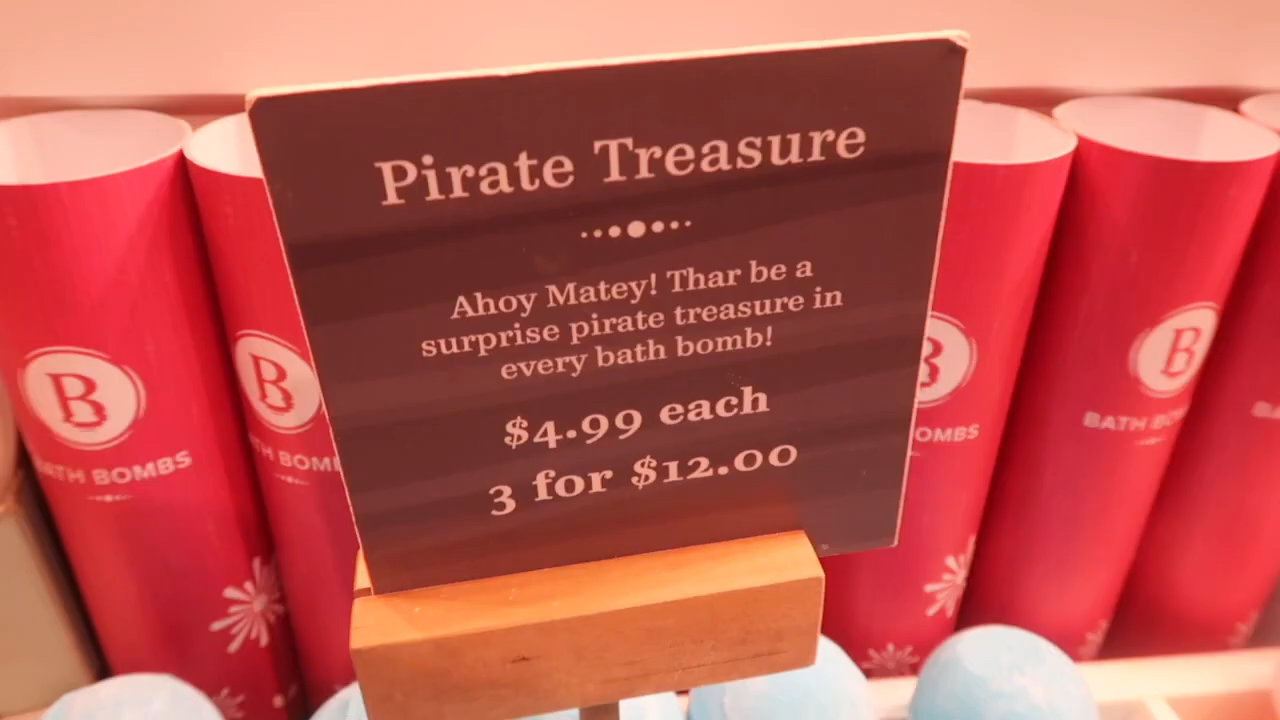 Pirate Treasure
Ahoy Matey! Thar be a
surprise pirate treasure in
every bath bomb!
$4.99 each
3 for $12.00
B
BATH BOMBS
B
BOMBS
B
BATH